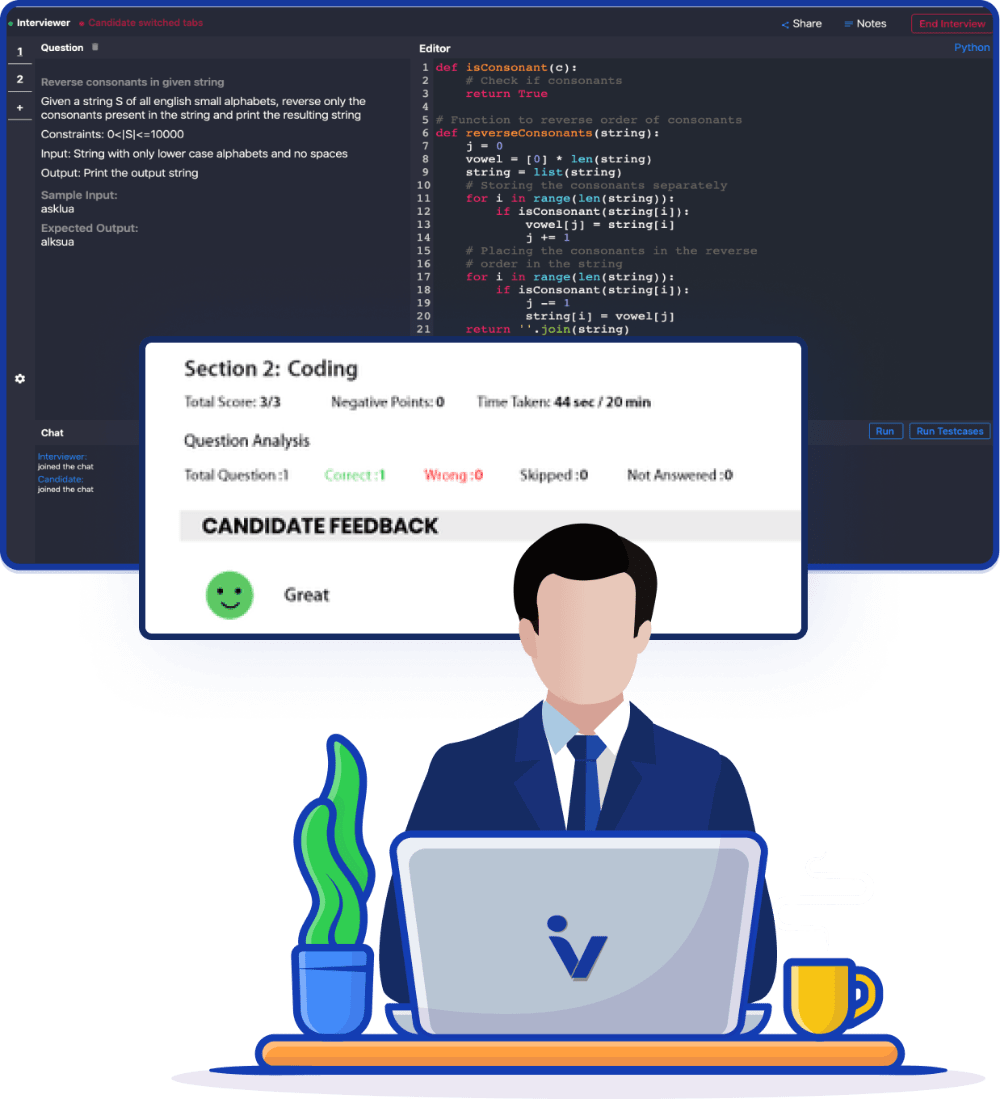 Interviewer
Candidate switched tabs
Share
Notes
End Interview
1
2
+
Question
Reverse consonants in given string
Given a string S of all english small alphabets, reverse only the
consonants present in the string and print the resulting string
Constraints: 0<|S|<=10000
Input: String with only lower case alphabets and no spaces
Output: Print the output string
Sample Input:
asklua
Expected Output:
alksua
Editor
Python
1 def isConsonant(c):
2     # Check if consonants
3     return True
4
5 # Function to reverse order of consonants
6 def reverseConsonants(string):
7     j = 0
8     vowel = [0] * len(string)
9     string = list(string)
10     # Storing the consonants separately
11     for i in range(len(string)):
12         if isConsonant(string[i]):
13             vowel[j] = string[i]
14             j += 1
15     # Placing the consonants in the reverse
16     # order in the string
17     for i in range(len(string)):
18         if isConsonant(string[i]):
19             j -= 1
20             string[i] = vowel[j]
21     return ''.join(string)
Chat
Interviewer:
joined the chat
Candidate:
joined the chat
Run
Run Testcases
Section 2: Coding
Total Score: 3/3 Negative Points: 0 Time Taken: 44 sec / 20 min
Question Analysis
Total Question :1 Correct :1 Wrong :0 Skipped :0 Not Answered :0
CANDIDATE FEEDBACK
Great